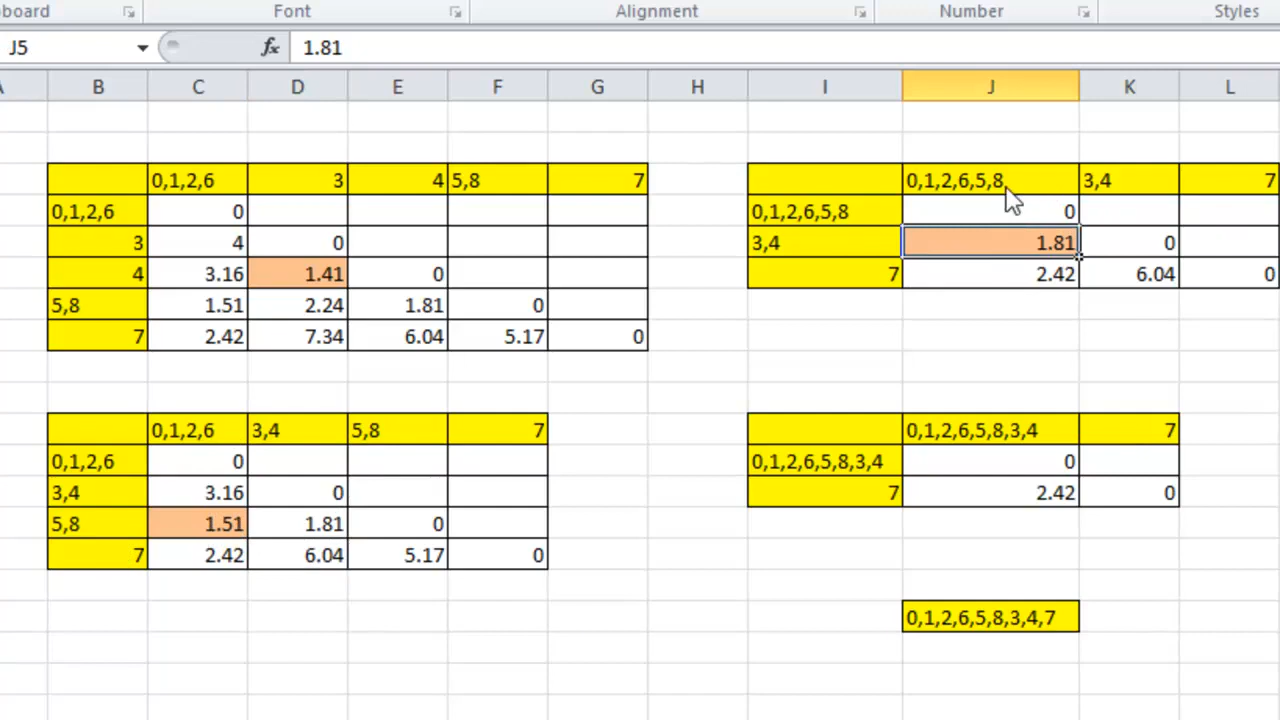 board Font Alignment Number Styles
J5 fx 1.81
A B C D E F G H I J K L
0,1,2,6 3 4 5,8 7
0,1,2,6 0
3 4 0
4 3.16 1.41 0
5,8 1.51 2.24 1.81 0
7 2.42 7.34 6.04 5.17 0
0,1,2,6,5,8 3,4 7
0,1,2,6,5,8 0
3,4 1.81 0
7 2.42 6.04 0
0,1,2,6 3,4 5,8 7
0,1,2,6 0
3,4 3.16 0
5,8 1.51 1.81 0
7 2.42 6.04 5.17 0
0,1,2,6,5,8,3,4 7
0,1,2,6,5,8,3,4 0
7 2.42 0
0,1,2,6,5,8,3,4,7